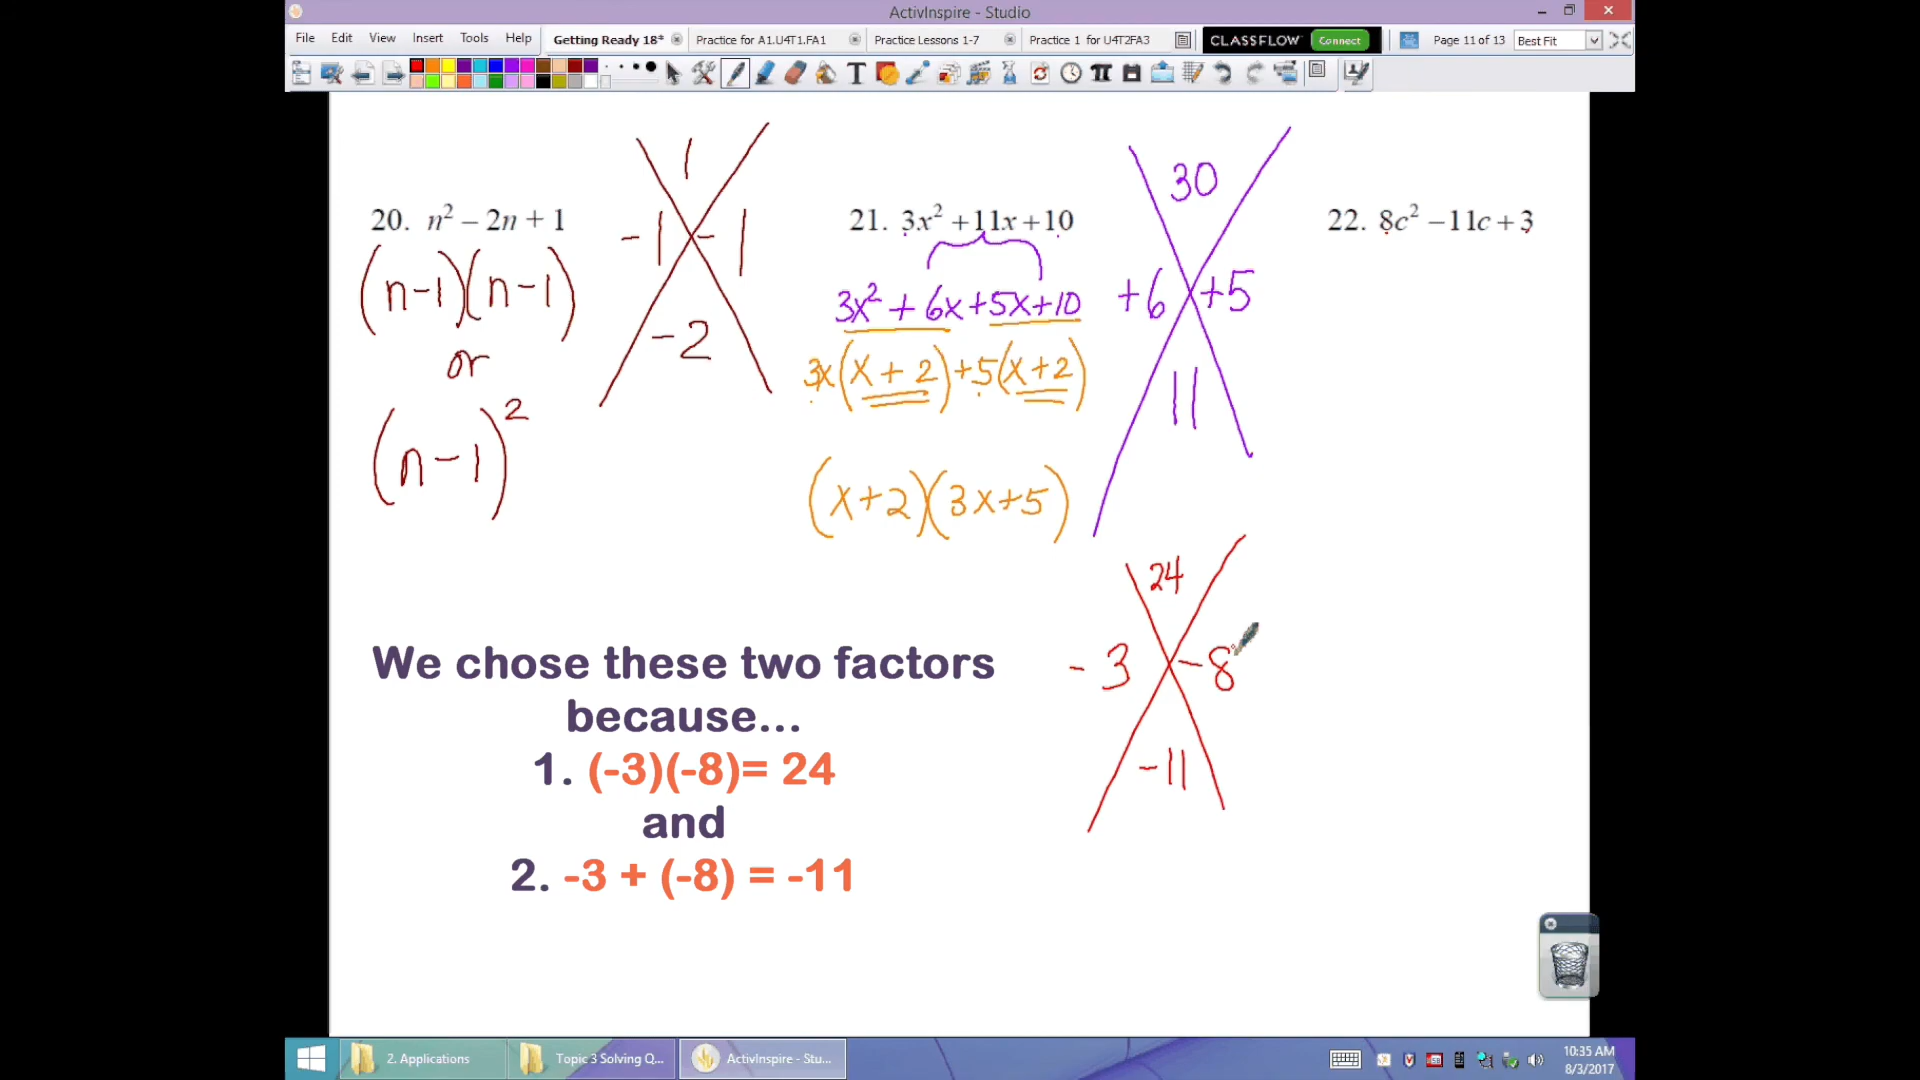 ActivInspire - Studio
File Edit View Insert Tools Help Getting Ready 18* Practice for A1.U4T1.FA1 Practice Lessons 1-7 Practice 1 for U4T2FA3 CLASSFLOW Connect Page 11 of 13 Best Fit
20. n² – 2n + 1
(n-1)(n-1)
or
(n-1)²
1
-1 -1
-2
21. 3x² +11x+10
3x² + 6x+5x+10
3x(x+2)+5(x+2)
(x+2)(3x+5)
30
+6 +5
11
22. 8c² –11c+3
24
-3 -8
-11
We chose these two factors
because...
1. (-3)(-8)= 24
and
2. -3 + (-8) = -11
2. Applications Topic 3 Solving Q... ActivInspire - Stu... 10:35 AM
8/3/2017